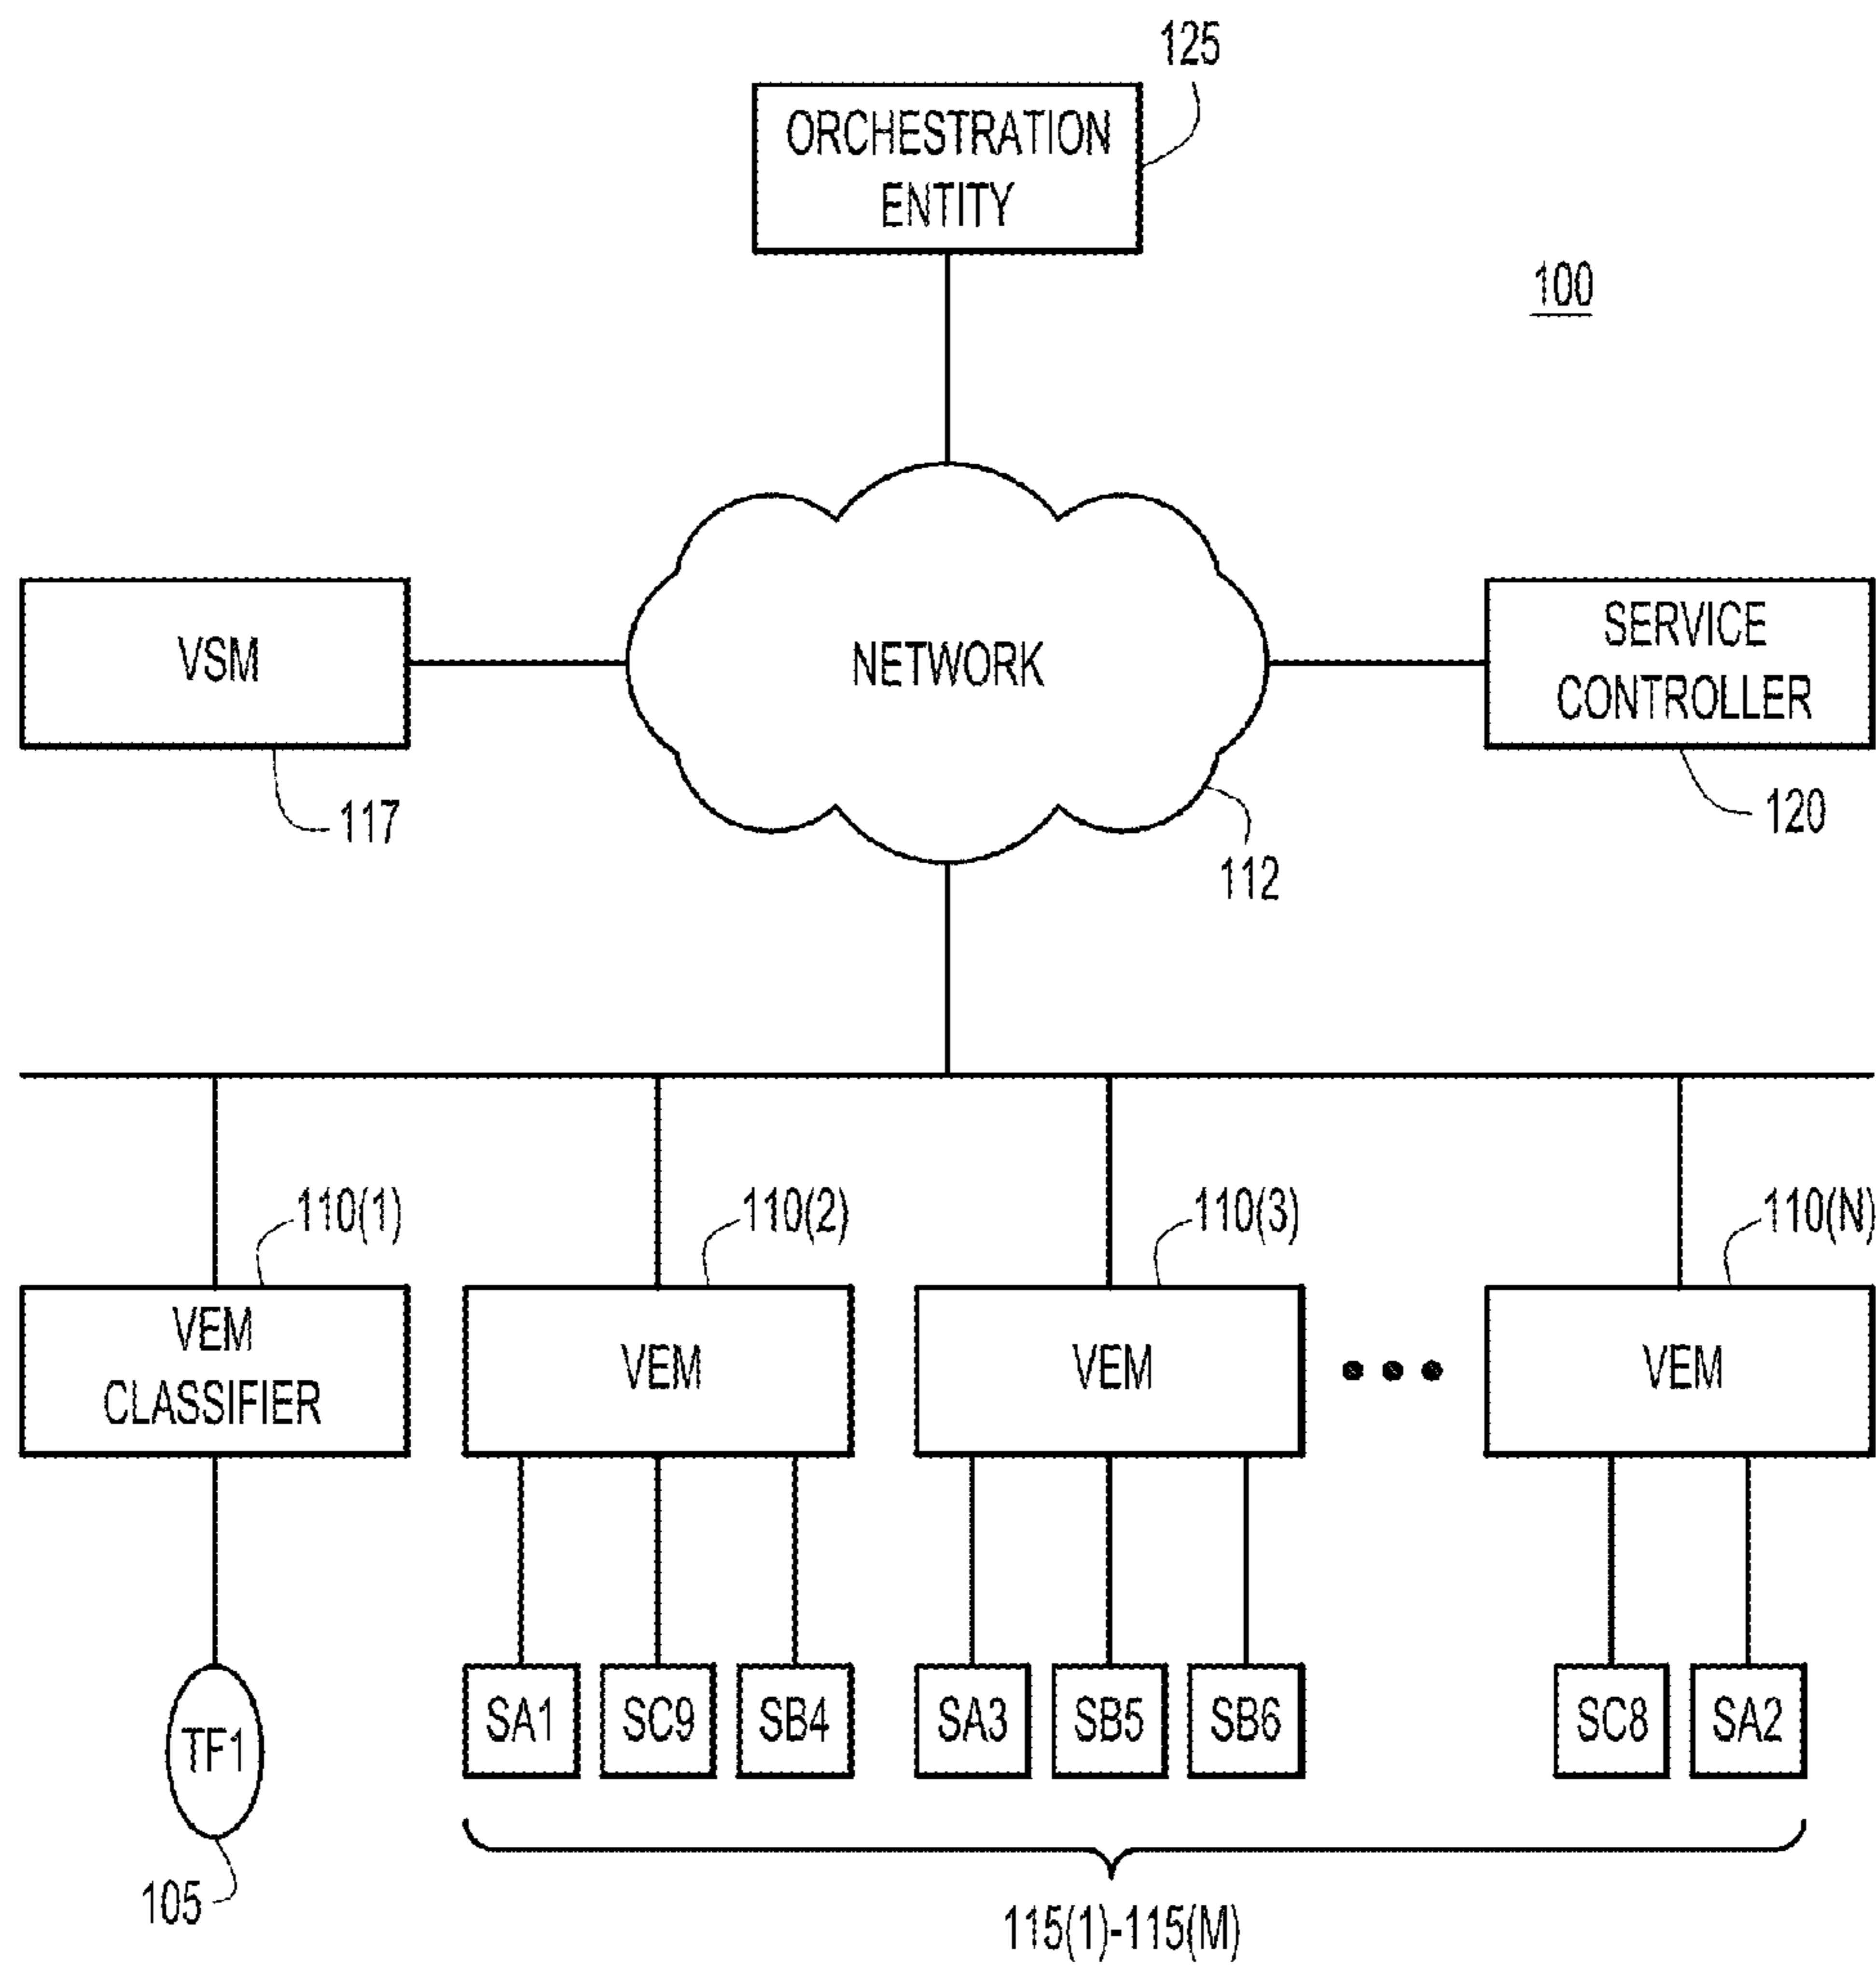 125
ORCHESTRATION
ENTITY
100
VSM
NETWORK
SERVICE
CONTROLLER
117
120
112
110(1)
110(2)
110(3)
110(N)
VEM
CLASSIFIER
VEM
VEM
VEM
TF1
SA1
SC9
SB4
SA3
SB5
SB6
SC8
SA2
105
115(1)-115(M)